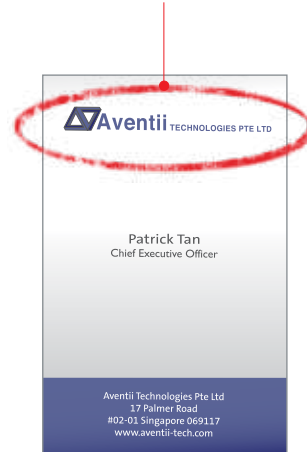 Aventii TECHNOLOGIES PTE LTD
Patrick Tan
Chief Executive Officer
Aventii Technologies Pte Ltd
17 Palmer Road
#02-01 Singapore 069117
www.aventii-tech.com